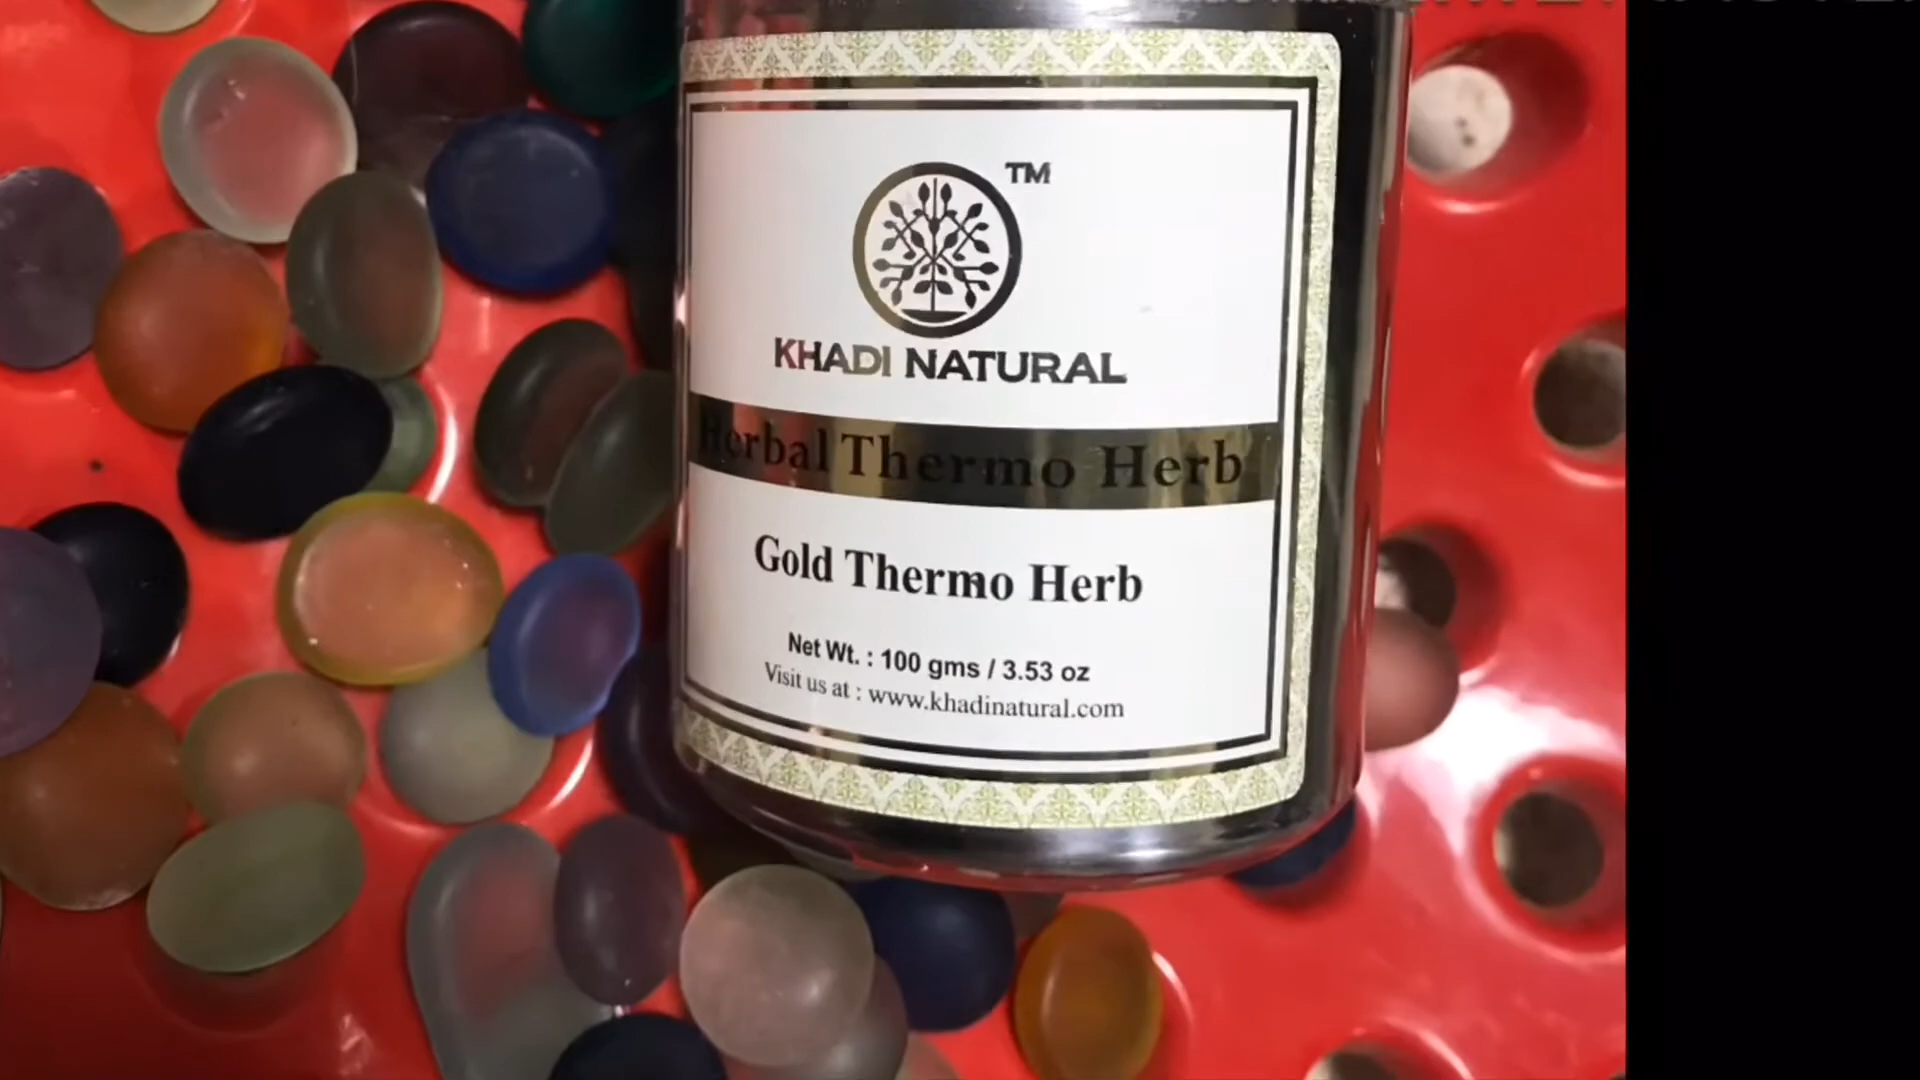 TM
KHADI NATURAL
Herbal Thermo Herb
Gold Thermo Herb
Net Wt. : 100 gms / 3.53 oz
Visit us at : www.khadinatural.com